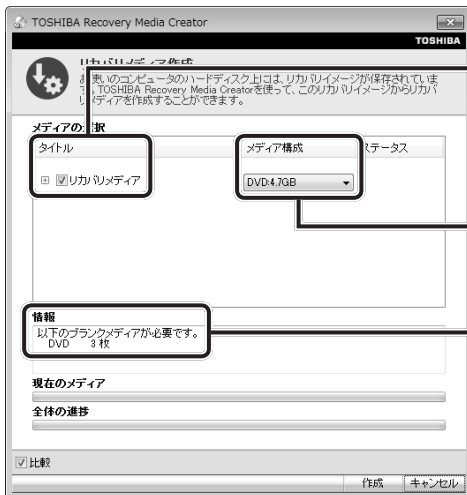 TOSHIBA Recovery Media Creator
TOSHIBA
リカバリメディア作成
お使いのコンピュータのハードディスク上には、リカバリイメージが保存されていま
す。TOSHIBA Recovery Media Creatorを使って、このリカバリイメージからリカバ
リメディアを作成することができます。
メディアの選択
タイトル メディア構成 ステータス
リカバリメディア DVD:4.7GB
情報
以下のブランクメディアが必要です。
DVD 3 枚
現在のメディア
全体の進捗
比較
作成 キャンセル